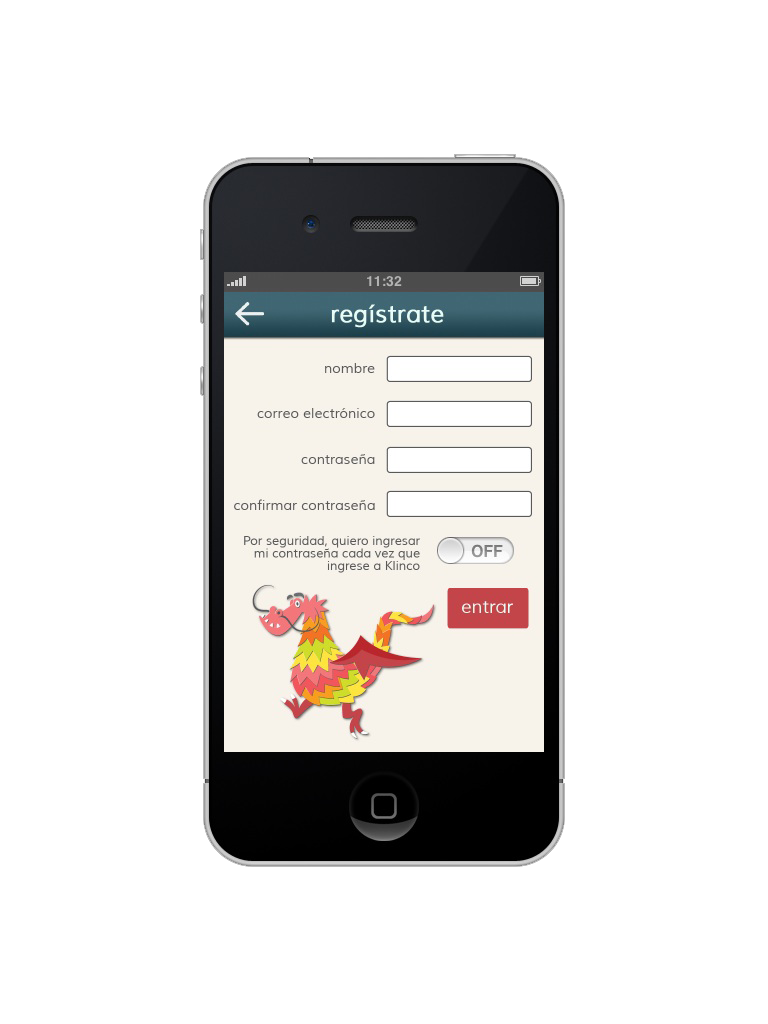 11:32
regístrate
nombre
correo electrónico
contraseña
confirmar contraseña
Por seguridad, quiero ingresar
mi contraseña cada vez que
ingrese a Klinco
OFF
entrar